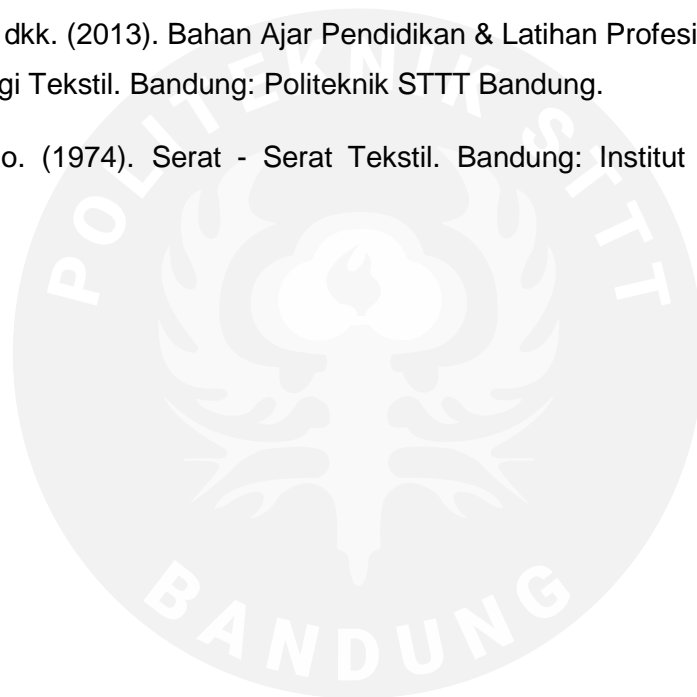 dkk. (2013). Bahan Ajar Pendidikan & Latihan Profesi
gi Tekstil. Bandung: Politeknik STTT Bandung.
o. (1974). Serat - Serat Tekstil. Bandung: Institut
POLITEKNIK STTT
BANDUNG